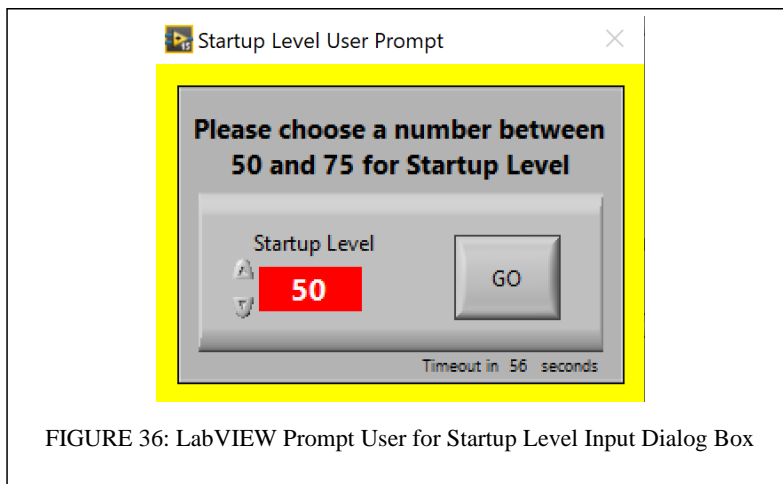 Startup Level User Prompt
Please choose a number between
50 and 75 for Startup Level
Startup Level
50
GO
Timeout in 56 seconds
FIGURE 36: LabVIEW Prompt User for Startup Level Input Dialog Box